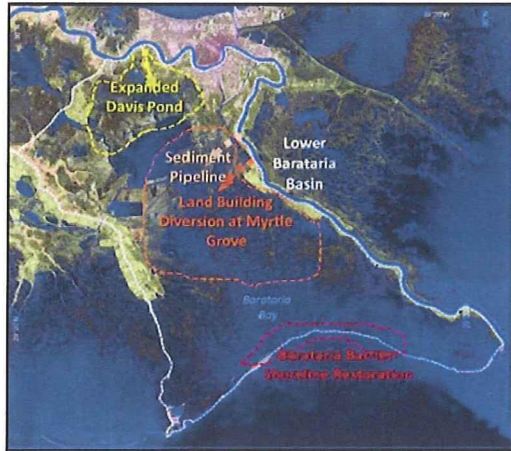 Expanded
Davis Pond
Lower
Barataria
Basin
Sediment
Pipeline
Land Building
Diversion at Myrtle
Grove
Barataria
Bay
Barataria Barrier
Shoreline Restoration